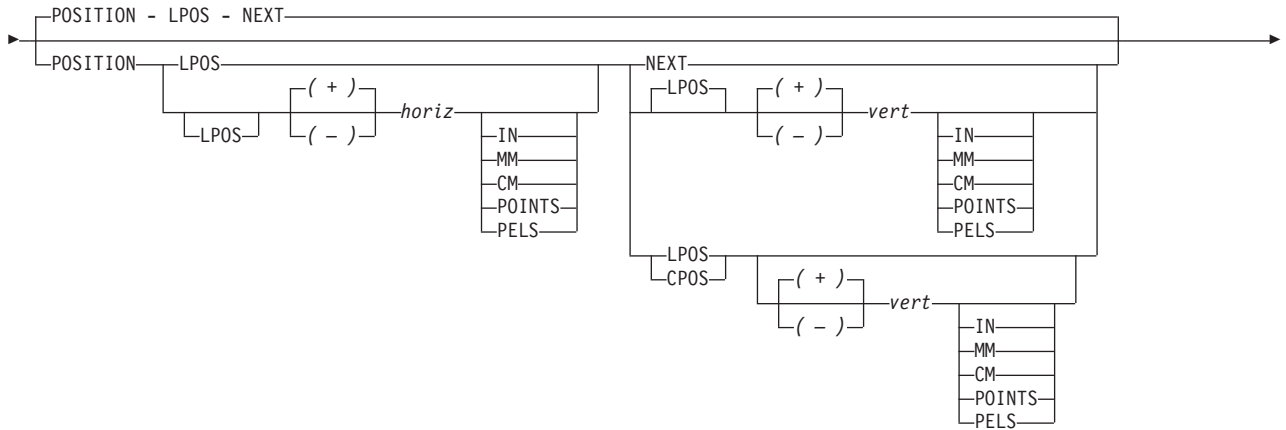 POSITION - LPOS - NEXT
POSITION LPOS NEXT
LPOS ( + ) horiz IN MM CM POINTS PELS
( – )
LPOS ( + ) vert IN MM CM POINTS PELS
( – )
LPOS
CPOS ( + ) vert IN MM CM POINTS PELS
( – )